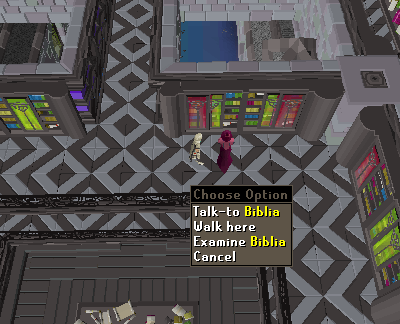 Choose Option
Talk-to Biblia
Walk here
Examine Biblia
Cancel